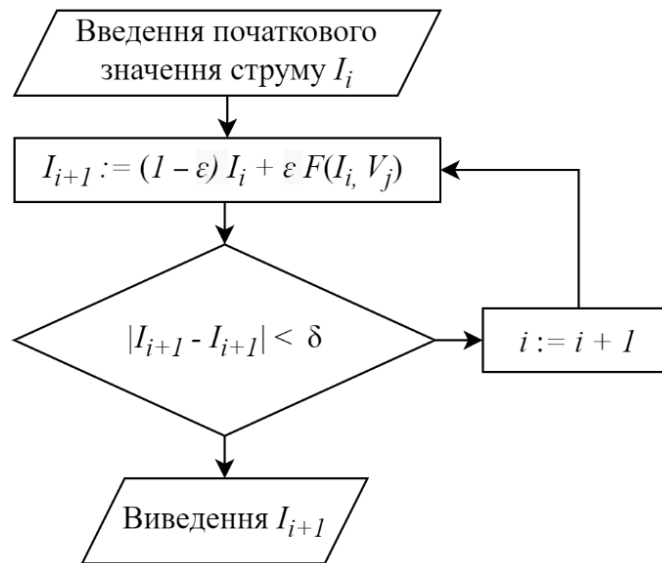 Введення початкового
значення струму I_i
I_{i+1} := (1 – ε) I_i + ε F(I_i, V_j)
|I_{i+1} - I_{i+1}| < δ
i := i + 1
Виведення I_{i+1}